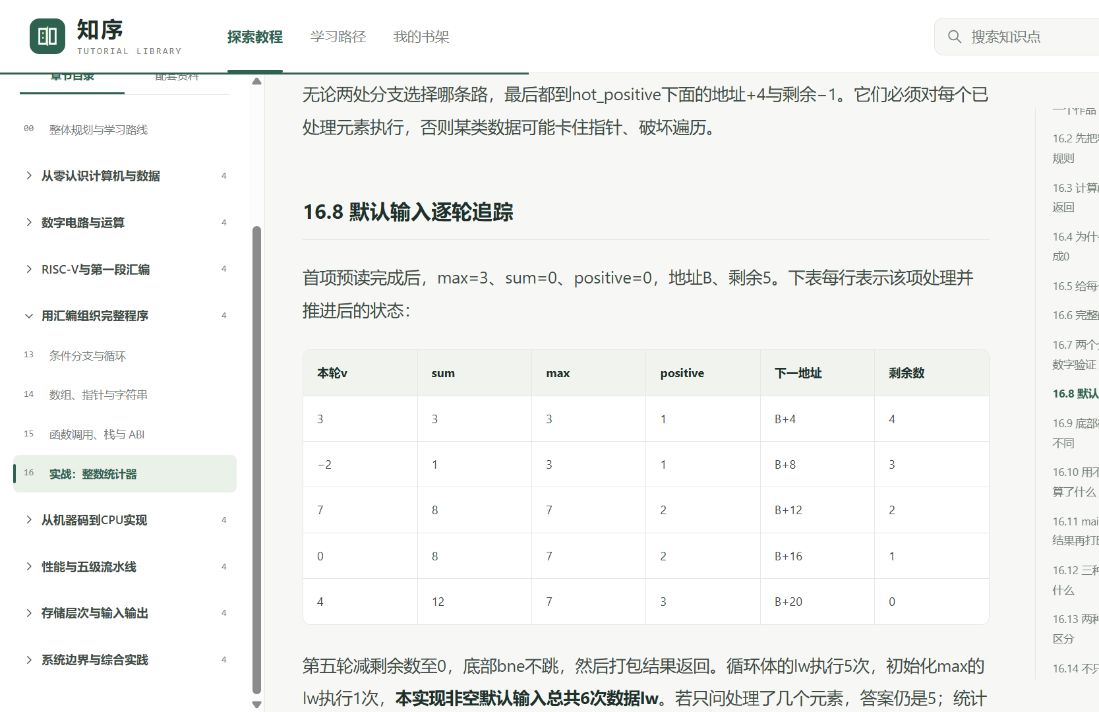 知序
TUTORIAL LIBRARY
探索教程 学习路径 我的书架
搜索知识点
章节目录 配套资料
00 整体规划与学习路线
从零认识计算机与数据 4
数字电路与运算 4
RISC-V与第一段汇编 4
用汇编组织完整程序 4
13 条件分支与循环
14 数组、指针与字符串
15 函数调用、栈与 ABI
16 实战：整数统计器
从机器码到CPU实现 4
性能与五级流水线 4
存储层次与输入输出 4
系统边界与综合实践 4
无论两处分支选择哪条路，最后都到not_positive下面的地址+4与剩余−1。它们必须对每个已
处理元素执行，否则某类数据可能卡住指针、破坏遍历。
16.8 默认输入逐轮追踪
首项预读完成后，max=3、sum=0、positive=0，地址B、剩余5。下表每行表示该项处理并
推进后的状态：
本轮v sum max positive 下一地址 剩余数
3 3 3 1 B+4 4
−2 1 3 1 B+8 3
7 8 7 2 B+12 2
0 8 7 2 B+16 1
4 12 7 3 B+20 0
第五轮减剩余数至0，底部bne不跳，然后打包结果返回。循环体的lw执行5次，初始化max的
lw执行1次，本实现非空默认输入总共6次数据lw。若只问处理了几个元素，答案仍是5；统计
一个作品
16.2 先把
规则
16.3 计算
返回
16.4 为什
成0
16.5 给每
16.6 完整
16.7 两个
数字验证
16.8 默认
16.9 底部
不同
16.10 用不
算了什么
16.11 mai
结果再打
16.12 三种
什么
16.13 两种
区分
16.14 不只